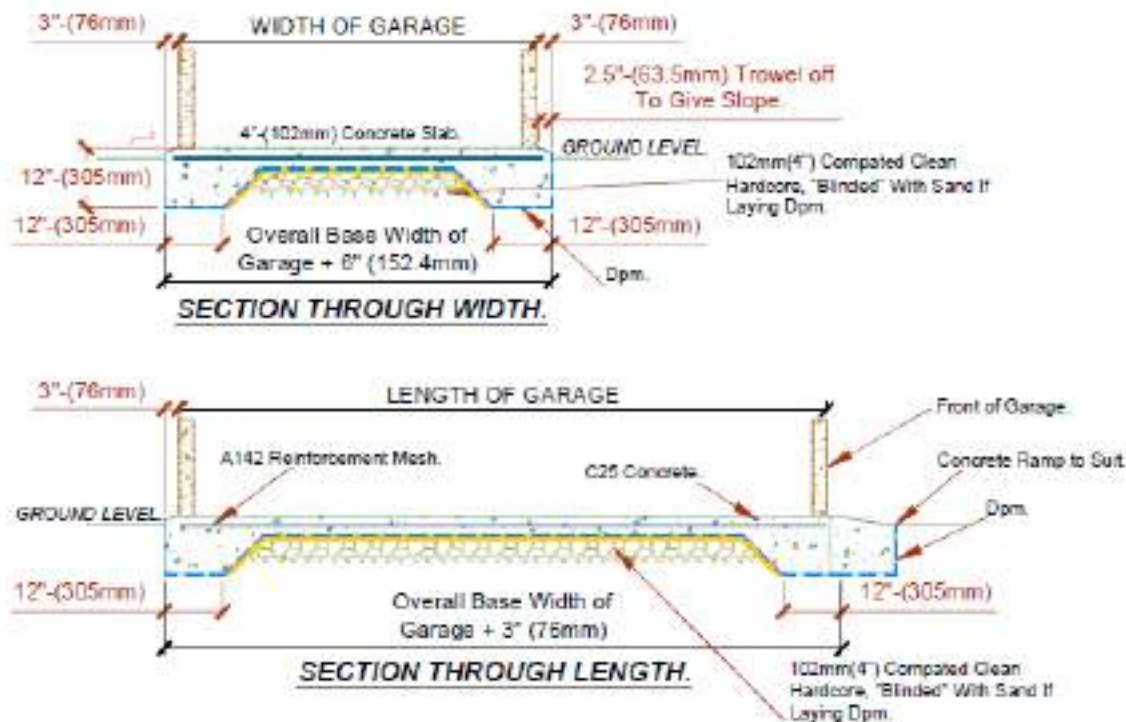 3"-(76mm)
WIDTH OF GARAGE
3"-(76mm)
2.5"-(63.5mm) Trowel off
To Give Slope.
4"-(102mm) Concrete Slab.
GROUND LEVEL.
12"-(305mm)
102mm(4") Compated Clean
Hardcore, "Blinded" With Sand If
Laying Dpm.
12"-(305mm)
Overall Base Width of
Garage + 6" (152.4mm)
12"-(305mm)
Dpm.
SECTION THROUGH WIDTH.
3"-(76mm)
LENGTH OF GARAGE
Front of Garage.
A142 Reinforcement Mesh.
C25 Concrete.
Concrete Ramp to Suit.
GROUND LEVEL
Dpm.
12"-(305mm)
Overall Base Width of
Garage + 3" (76mm)
12"-(305mm)
SECTION THROUGH LENGTH.
102mm(4") Compated Clean
Hardcore, "Blinded" With Sand If
Laying Dpm.